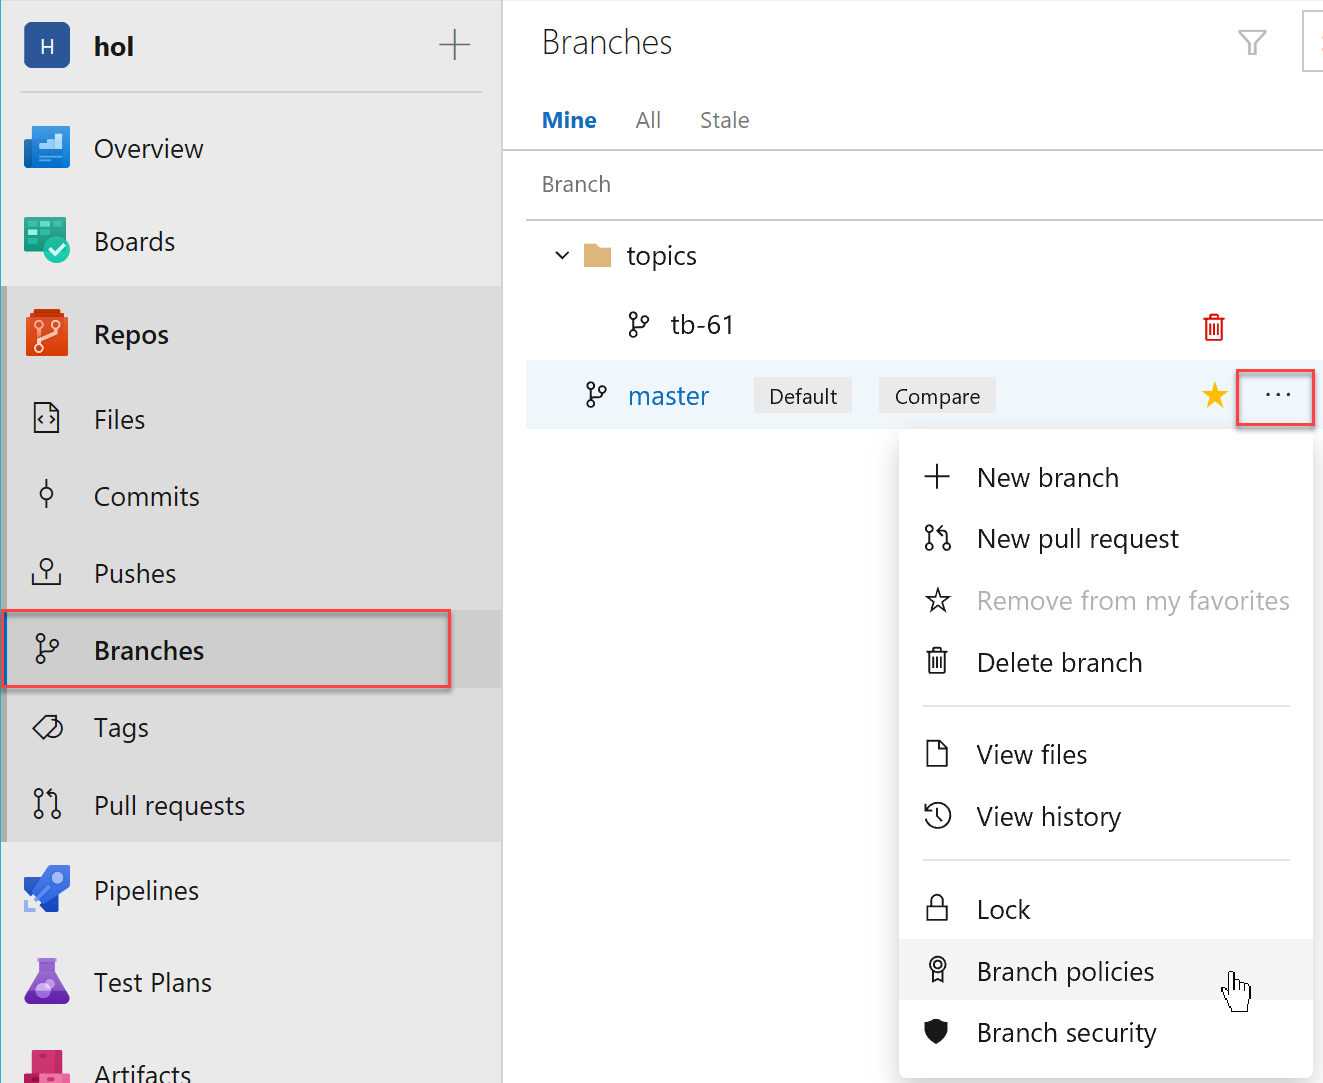 H hol
Overview
Boards
Repos
Files
Commits
Pushes
Branches
Tags
Pull requests
Pipelines
Test Plans
Artifacts
Branches
Mine All Stale
Branch
topics
tb-61
master Default Compare ...
New branch
New pull request
Remove from my favorites
Delete branch
View files
View history
Lock
Branch policies
Branch security